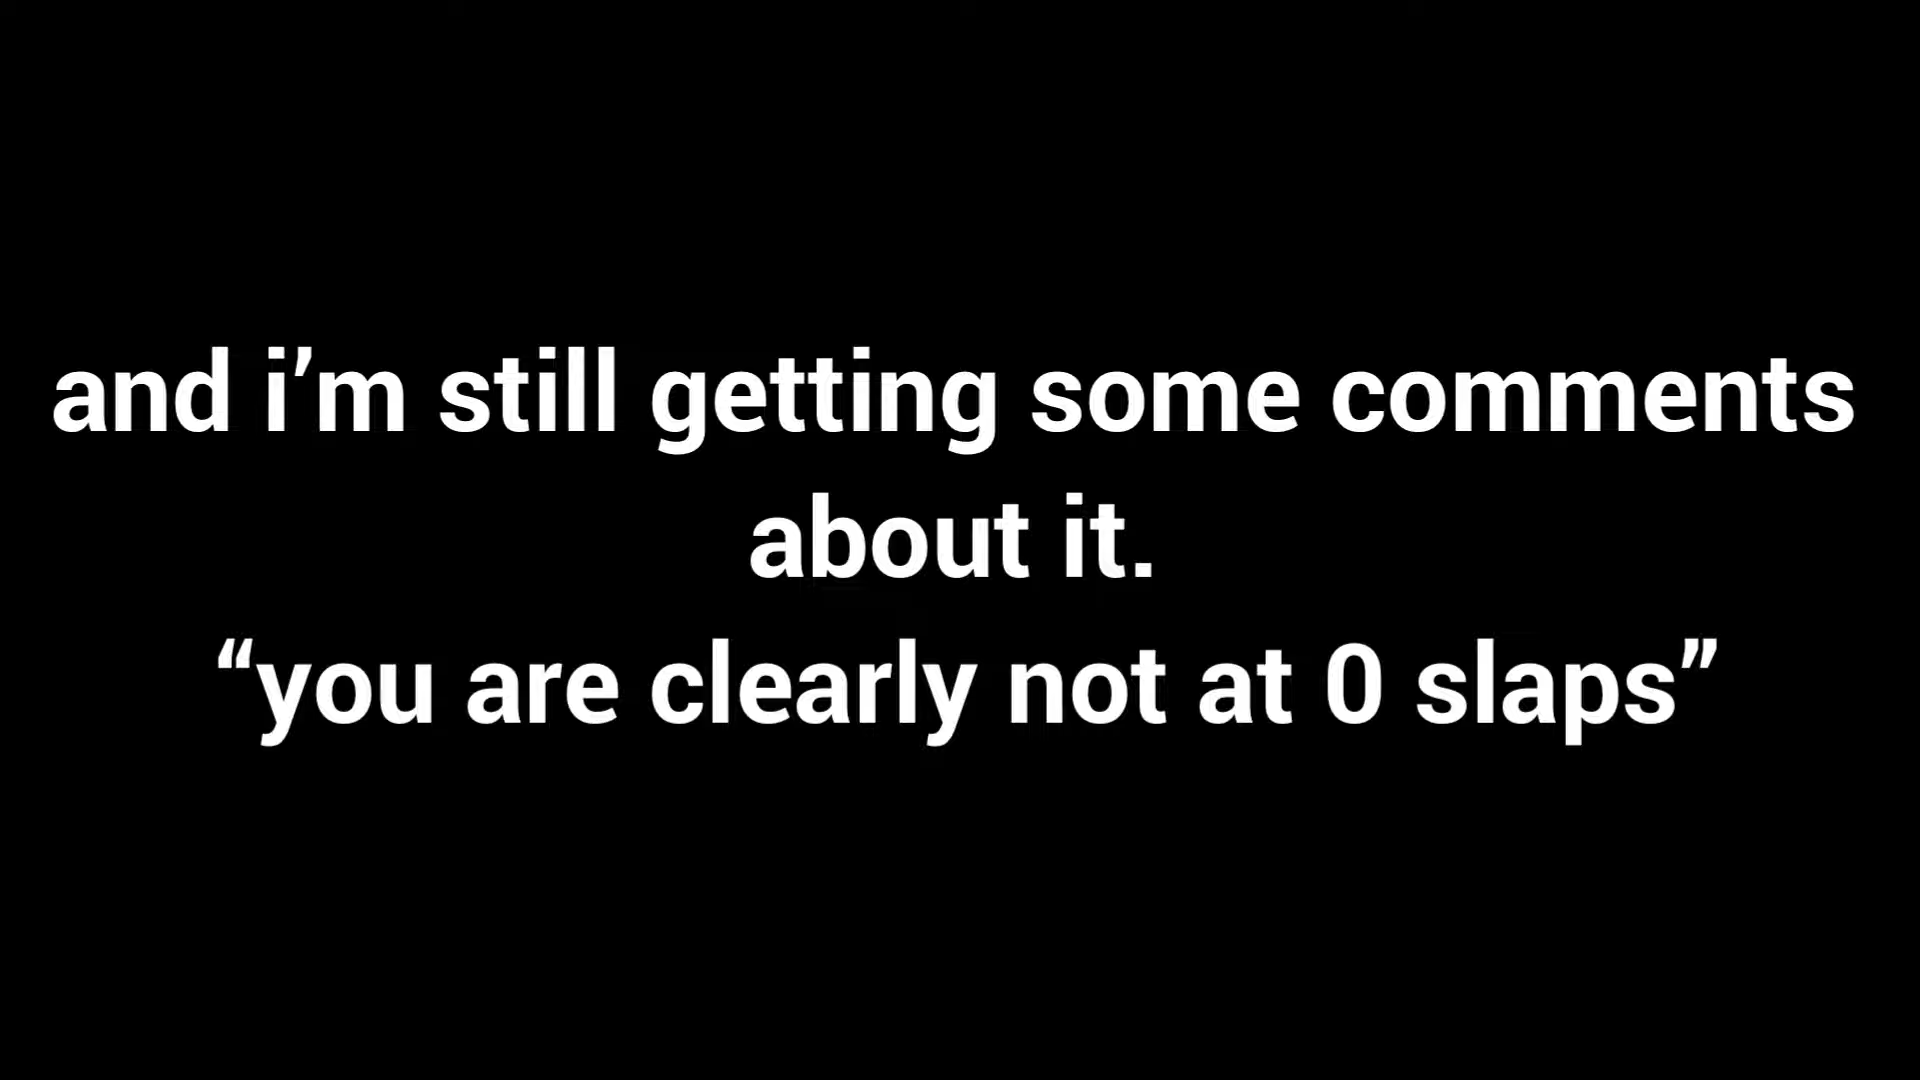 and i’m still getting some comments
about it.
“you are clearly not at 0 slaps”